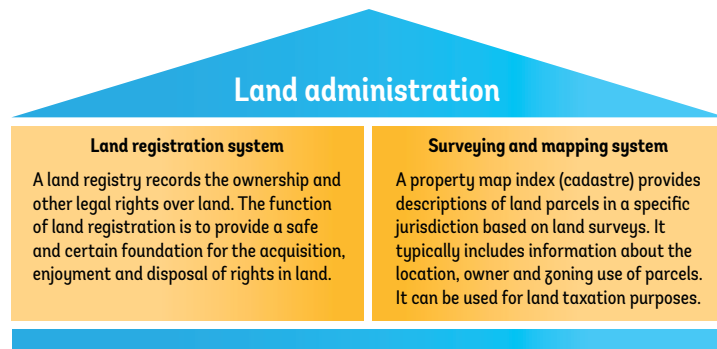 Land administration
Land registration system
A land registry records the ownership and
other legal rights over land. The function
of land registration is to provide a safe
and certain foundation for the acquisition,
enjoyment and disposal of rights in land.
Surveying and mapping system
A property map index (cadastre) provides
descriptions of land parcels in a specific
jurisdiction based on land surveys. It
typically includes information about the
location, owner and zoning use of parcels.
It can be used for land taxation purposes.